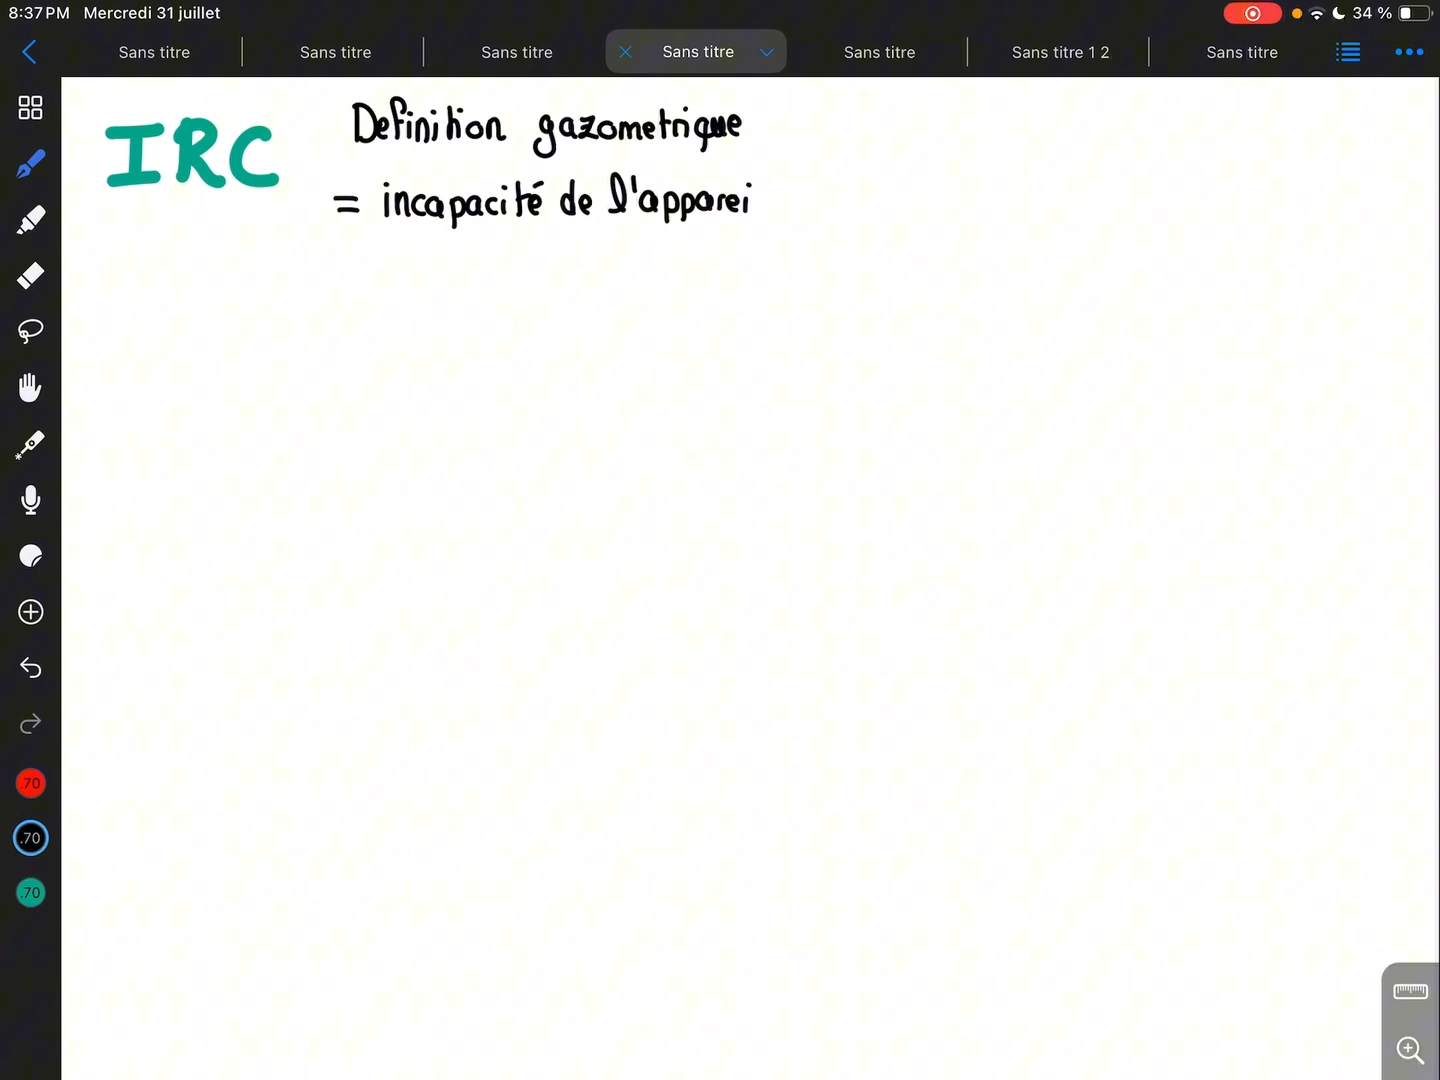 8:37 PM Mercredi 31 juillet
34 %
Sans titre
Sans titre
Sans titre
Sans titre
Sans titre
Sans titre 1 2
Sans titre
IRC
Definition gazometrique
= incapacité de l'apparei
.70
.70
.70